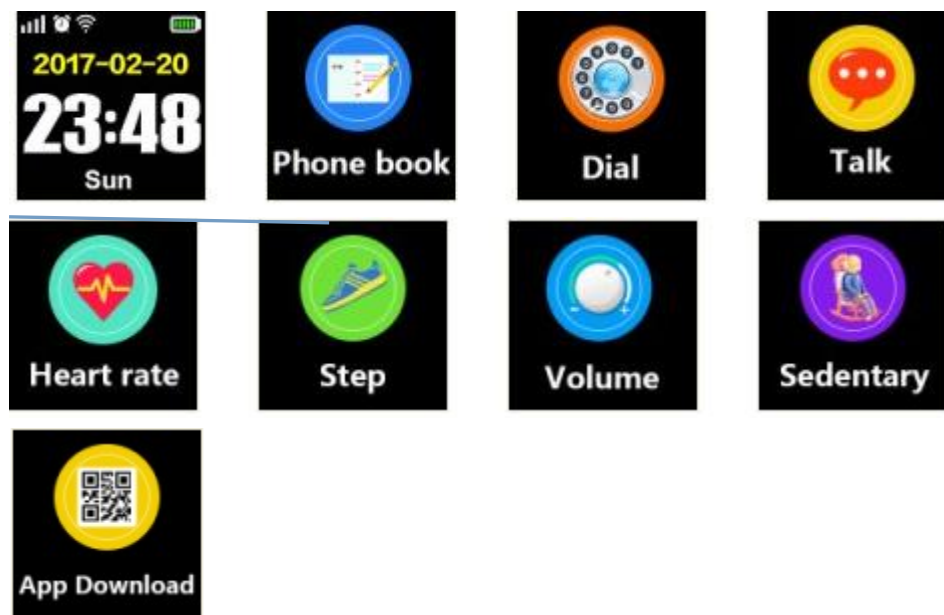 2017-02-20
23:48
Sun
Phone book
Dial
Talk
Heart rate
Step
Volume
Sedentary
App Download